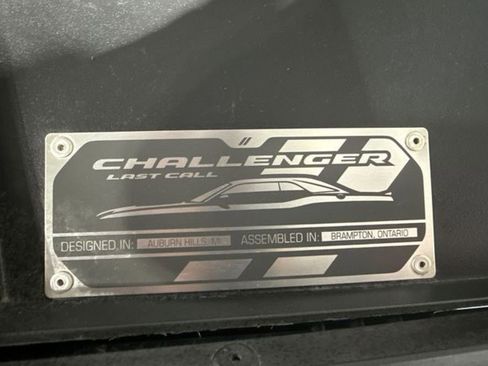 CHALLENGER
LAST CALL
DESIGNED IN: AUBURN HILLS, MI ASSEMBLED IN: BRAMPTON, ONTARIO